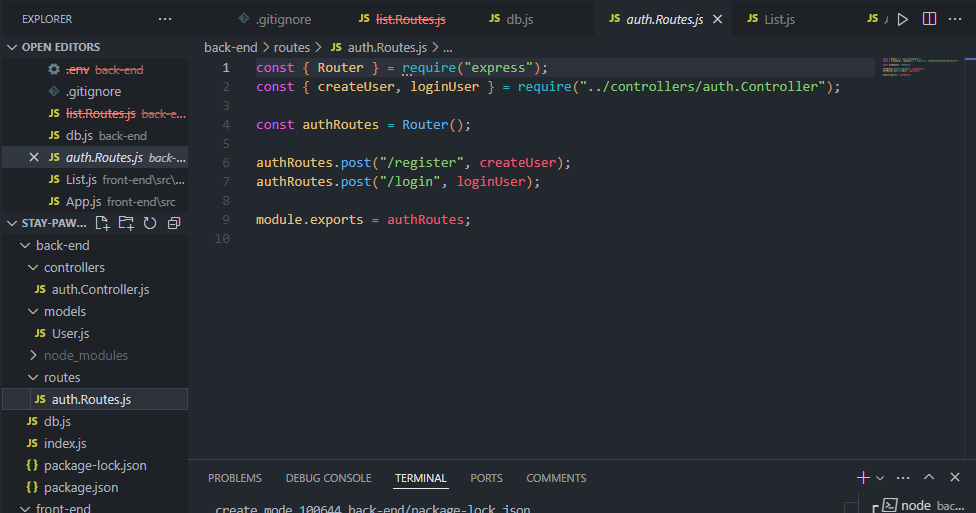 EXPLORER ...
OPEN EDITORS
.env back-end
.gitignore
JS list.Routes.js back-e...
JS db.js back-end
JS auth.Routes.js back-...
JS List.js front-end\src\...
JS App.js front-end\src
STAY-PAW...
back-end
controllers
JS auth.Controller.js
models
JS User.js
node_modules
routes
JS auth.Routes.js
JS db.js
JS index.js
{} package-lock.json
{} package.json
front-end
.gitignore
JS list.Routes.js
JS db.js
JS auth.Routes.js
JS List.js
JS
...
back-end > routes > JS auth.Routes.js > ...
1 const { Router } = require("express");
2 const { createUser, loginUser } = require("../controllers/auth.Controller");
3
4 const authRoutes = Router();
5
6 authRoutes.post("/register", createUser);
7 authRoutes.post("/login", loginUser);
8
9 module.exports = authRoutes;
10
PROBLEMS DEBUG CONSOLE TERMINAL PORTS COMMENTS
...
create mode 100644 back-end/package-lock.json
node bac...